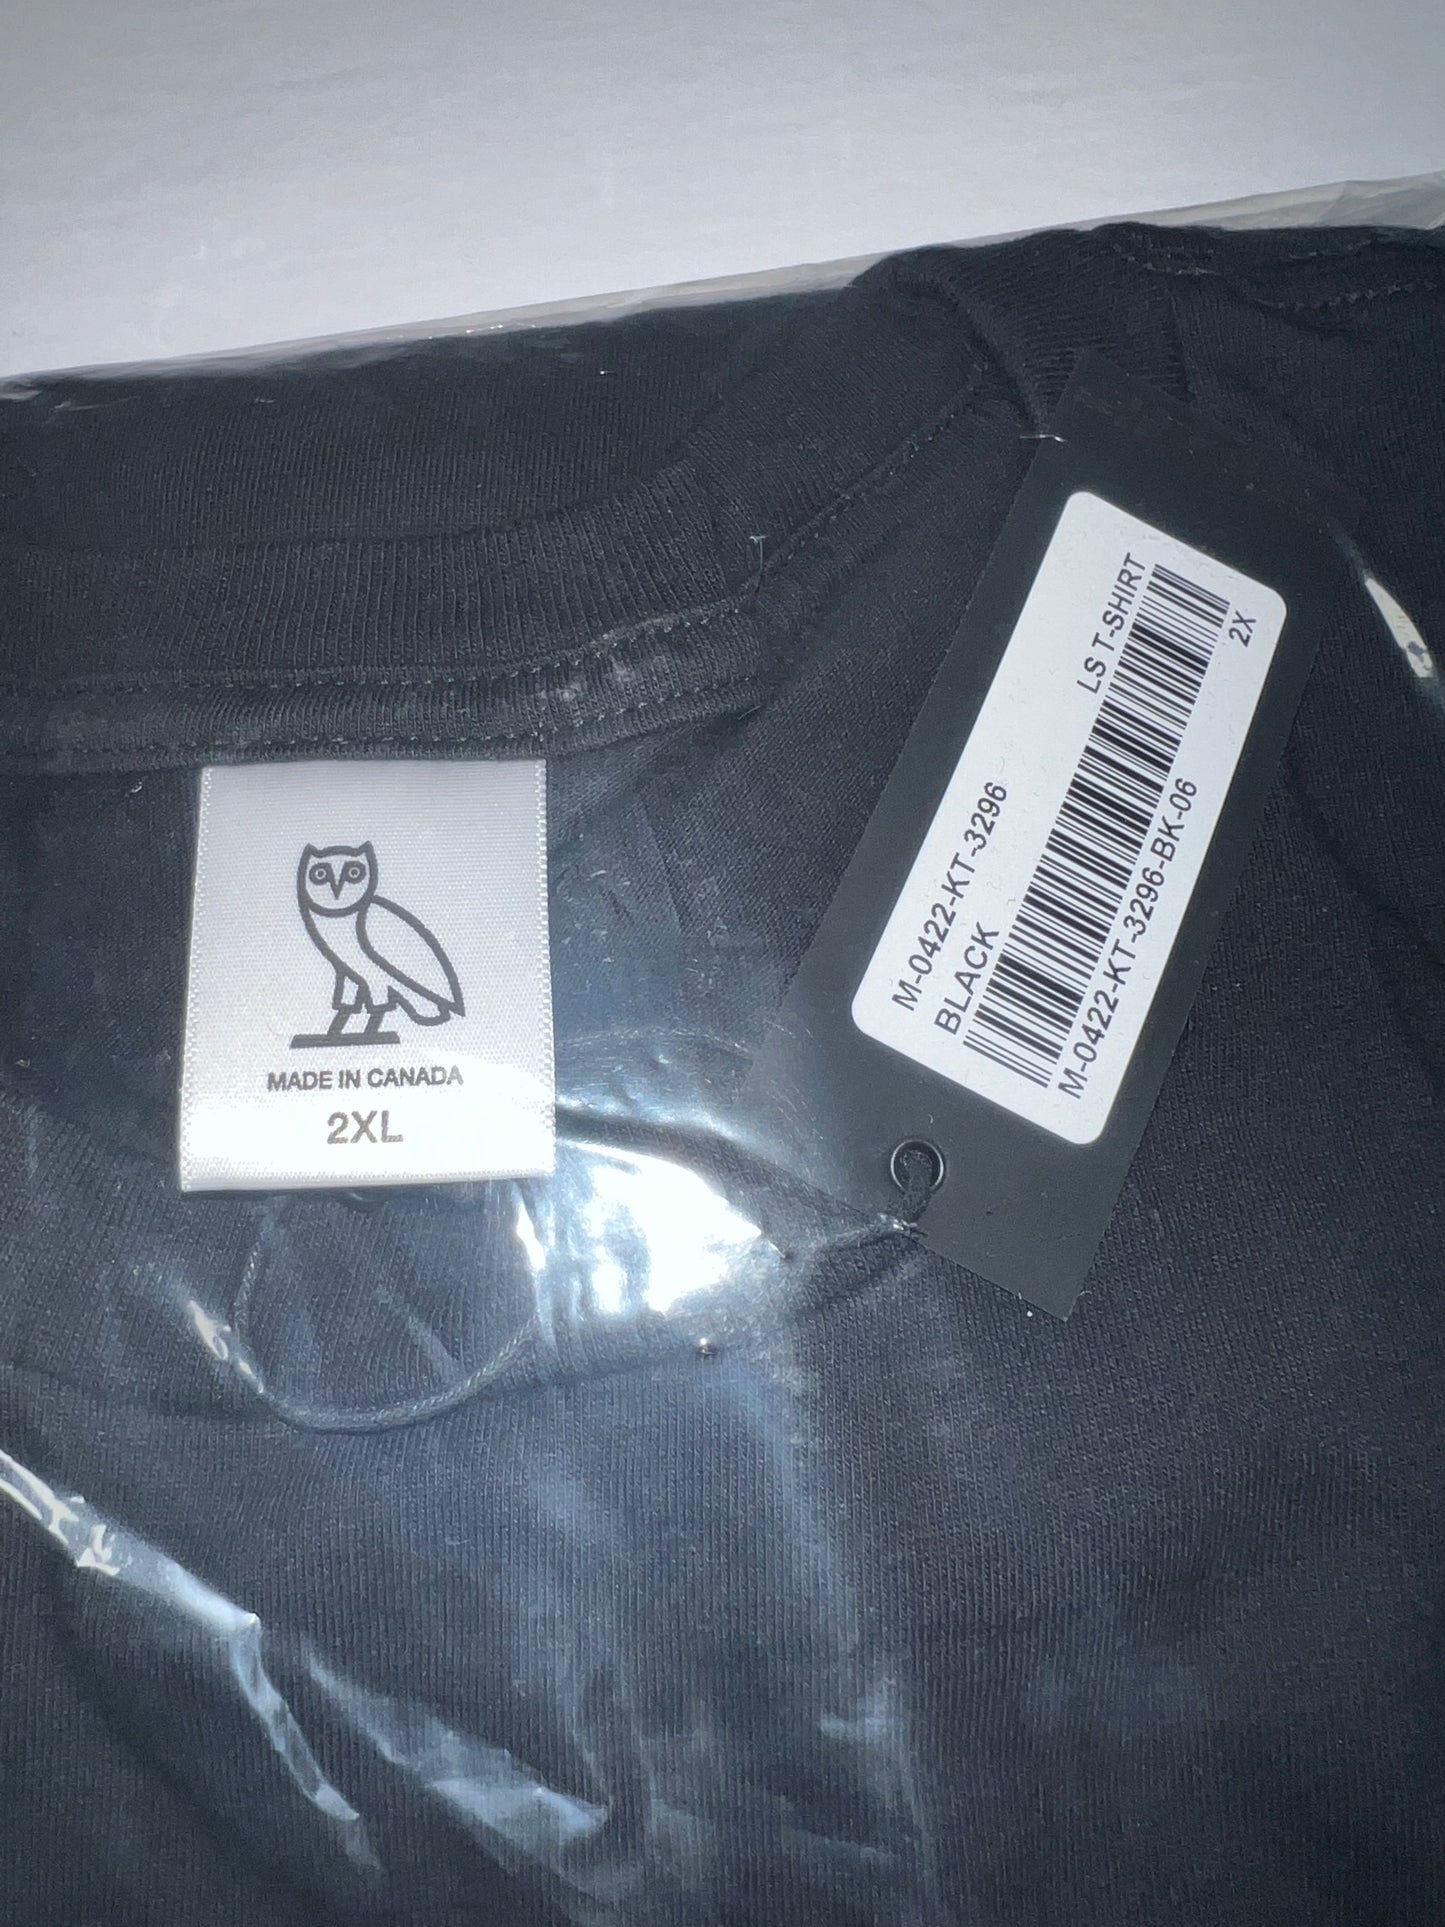 MADE IN CANADA
2XL
M-0422-KT-3296
LS T-SHIRT
BLACK
M-0422-KT-3296-BK-06
2X